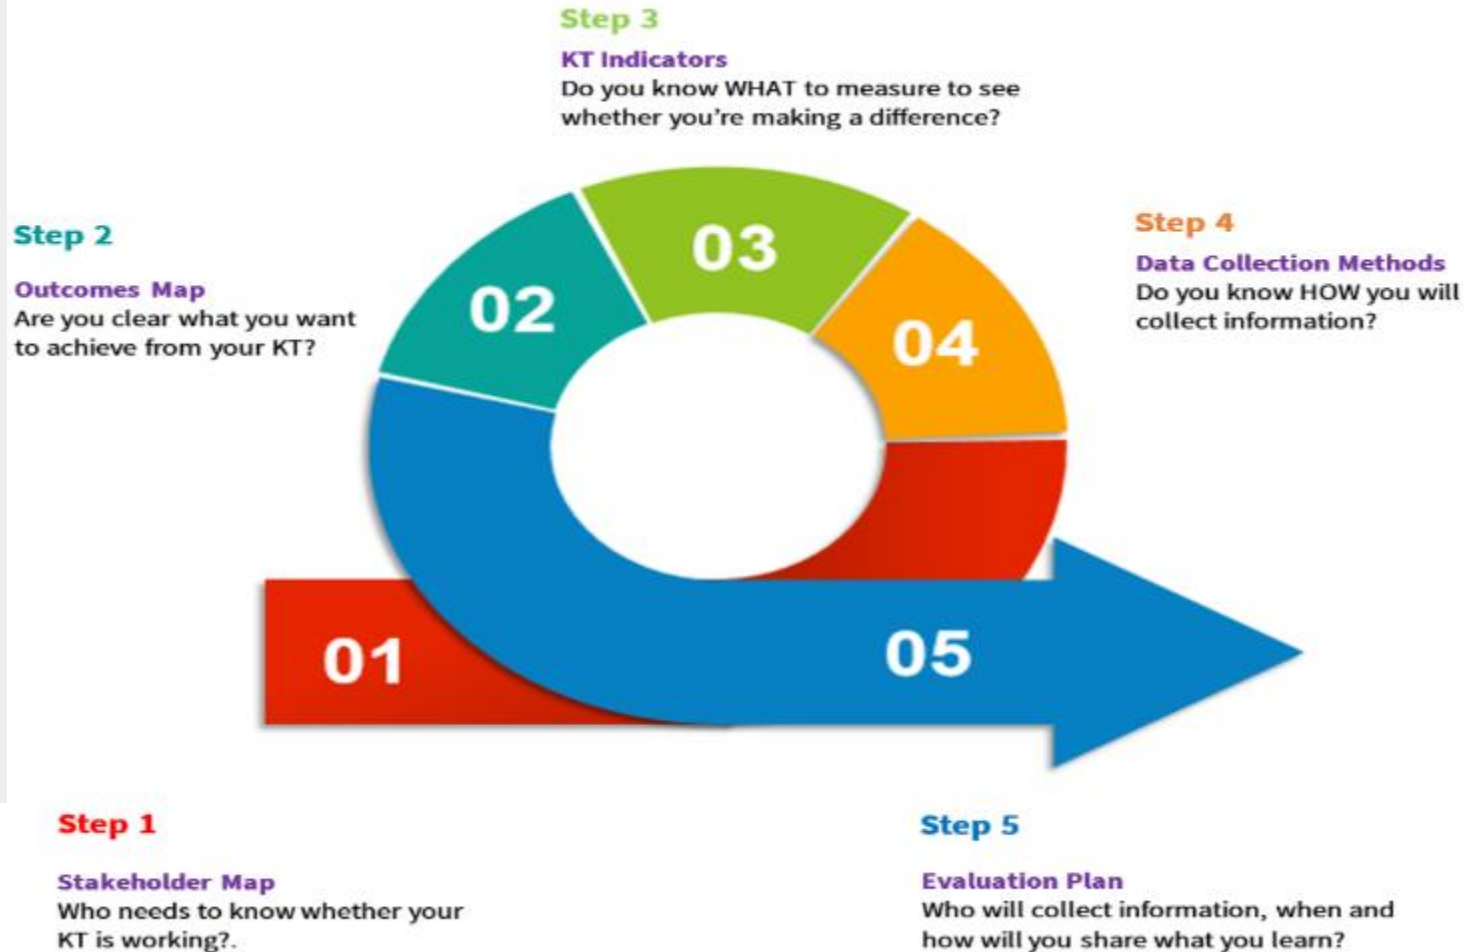 Step 3
KT Indicators
Do you know WHAT to measure to see
whether you're making a difference?
Step 2
Outcomes Map
Are you clear what you want
to achieve from your KT?
Step 4
Data Collection Methods
Do you know HOW you will
collect information?
03
02
04
01
05
Step 1
Stakeholder Map
Who needs to know whether your
KT is working?.
Step 5
Evaluation Plan
Who will collect information, when and
how will you share what you learn?